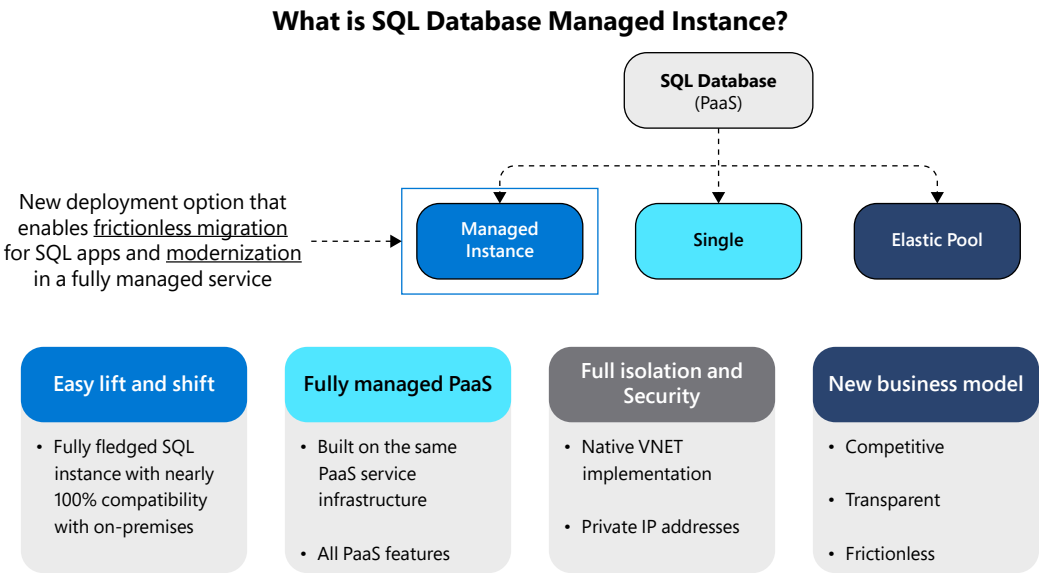 What is SQL Database Managed Instance?
SQL Database
(PaaS)
New deployment option that
enables frictionless migration
for SQL apps and modernization
in a fully managed service
Managed
Instance
Single
Elastic Pool
Easy lift and shift
• Fully fledged SQL
instance with nearly
100% compatibility
with on-premises
Fully managed PaaS
• Built on the same
PaaS service
infrastructure
• All PaaS features
Full isolation and
Security
• Native VNET
implementation
• Private IP addresses
New business model
• Competitive
• Transparent
• Frictionless